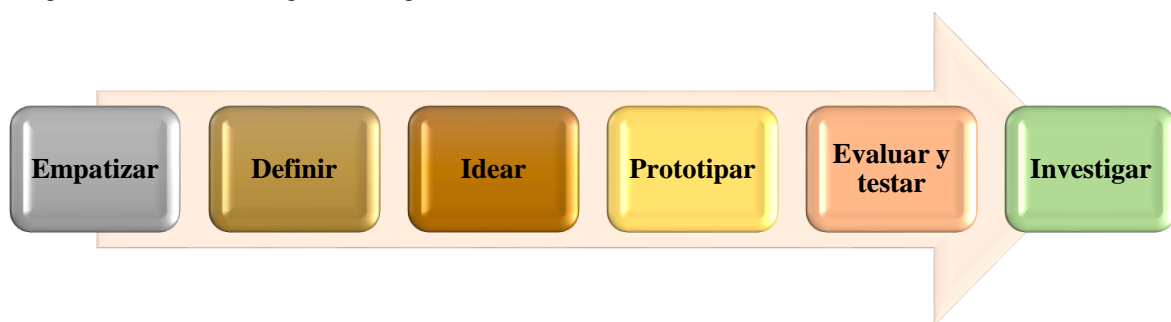 Empatizar
Definir
Idear
Prototipar
Evaluar y
testar
Investigar